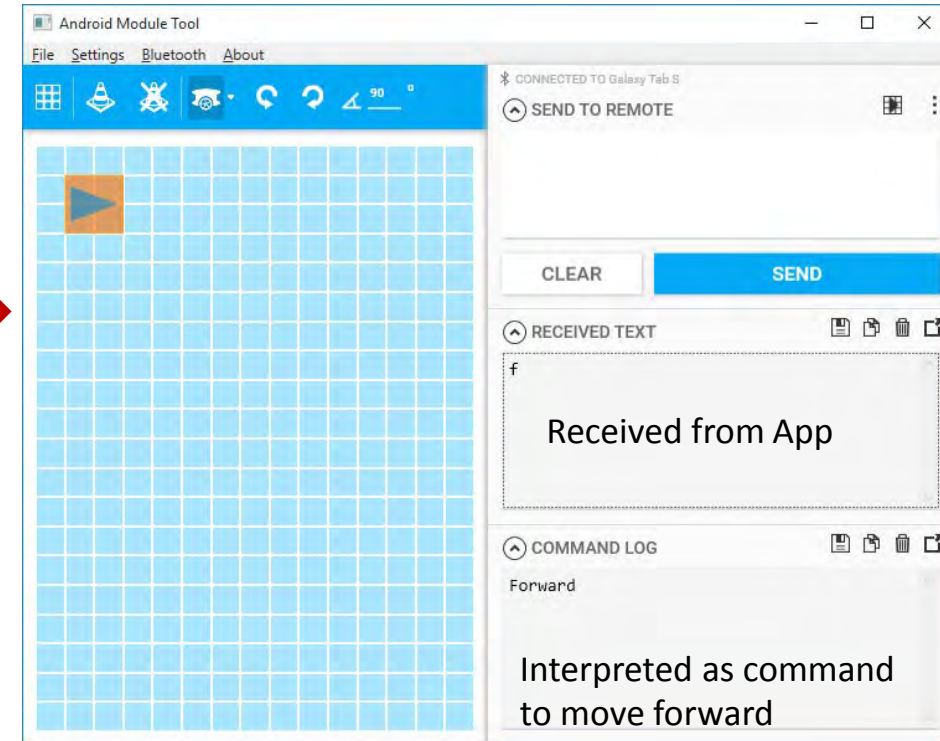 Android Module Tool
File Settings Bluetooth About
90 °
CONNECTED TO Galaxy Tab S
SEND TO REMOTE
CLEAR
SEND
RECEIVED TEXT
f
Received from App
COMMAND LOG
Forward
Interpreted as command
to move forward